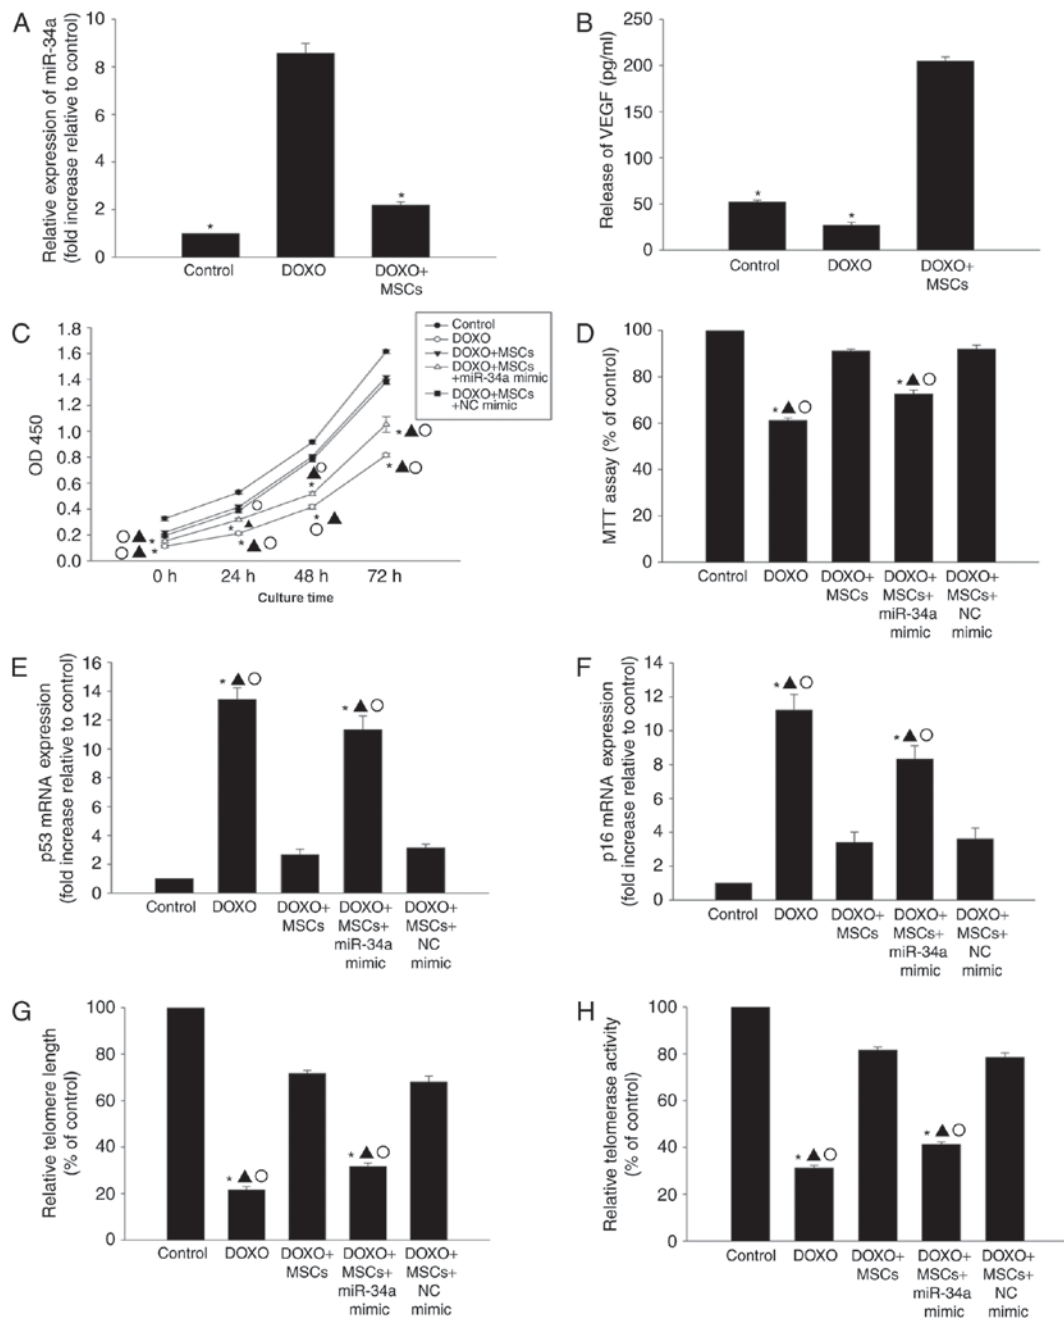 A
Relative expression of miR-34a
(fold increase relative to control)
10
8
6
4
2
0
*
*
Control
DOXO
DOXO+
MSCs
B
Release of VEGF (pg/ml)
250
200
150
100
50
0
*
*
Control
DOXO
DOXO+
MSCs
C
OD 450
1.8
1.6
1.4
1.2
1.0
0.8
0.6
0.4
0.2
0.0
Control
DOXO
DOXO+MSCs
DOXO+MSCs
+miR-34a mimic
DOXO+MSCs
+NC mimic
○▲*
○▲*
*▲○
*▲○
*▲○
*▲○
*▲○
*▲○
0 h
24 h
48 h
72 h
Culture time
D
MTT assay (% of control)
100
80
60
40
20
0
*▲○
*▲○
Control
DOXO
DOXO+
MSCs
DOXO+
MSCs+
miR-34a
mimic
DOXO+
MSCs+
NC
mimic
E
p53 mRNA expression
(fold increase relative to control)
16
14
12
10
8
6
4
2
0
*▲○
*▲○
Control
DOXO
DOXO+
MSCs
DOXO+
MSCs+
miR-34a
mimic
DOXO+
MSCs+
NC
mimic
F
p16 mRNA expression
(fold increase relative to control)
14
12
10
8
6
4
2
0
*▲○
*▲○
Control
DOXO
DOXO+
MSCs
DOXO+
MSCs+
miR-34a
mimic
DOXO+
MSCs+
NC
mimic
G
Relative telomere length
(% of control)
100
80
60
40
20
0
*▲○
*▲○
Control
DOXO
DOXO+
MSCs
DOXO+
MSCs+
miR-34a
mimic
DOXO+
MSCs+
NC
mimic
H
Relative telomerase activity
(% of control)
100
80
60
40
20
0
*▲○
*▲○
Control
DOXO
DOXO+
MSCs
DOXO+
MSCs+
miR-34a
mimic
DOXO+
MSCs+
NC
mimic